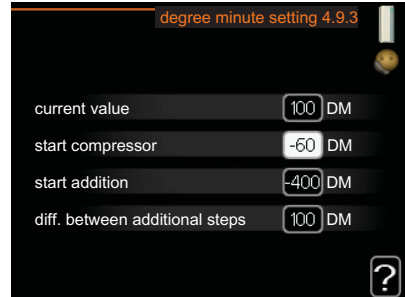 degree minute setting 4.9.3
current value 100 DM
start compressor -60 DM
start addition -400 DM
diff. between additional steps 100 DM
?